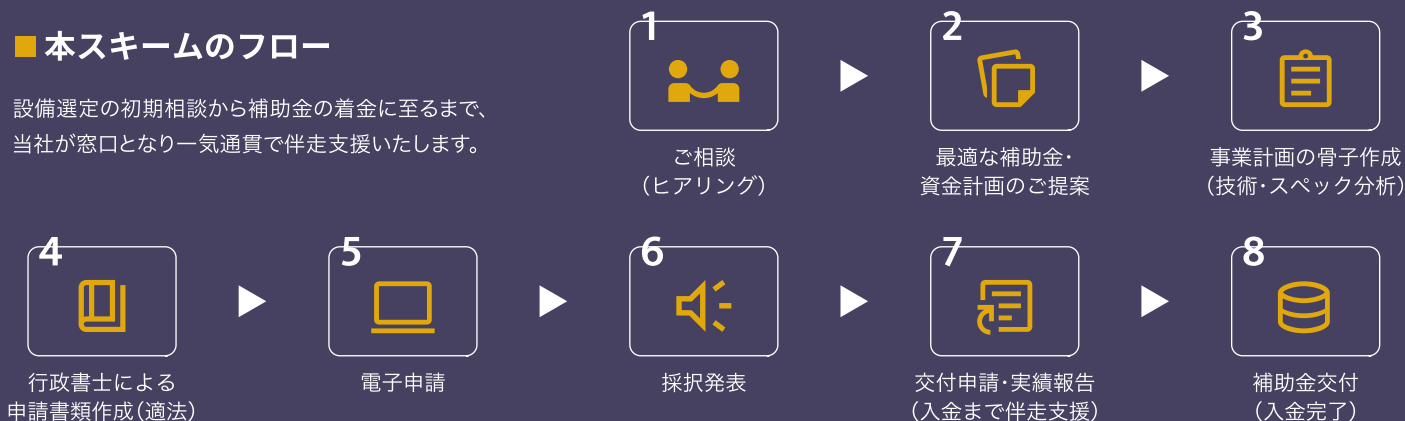 ■本スキームのフロー
設備選定の初期相談から補助金の着金に至るまで、
当社が窓口となり一気通貫で伴走支援いたします。
1
ご相談
（ヒアリング）
2
最適な補助金・
資金計画のご提案
3
事業計画の骨子作成
（技術・スペック分析）
4
行政書士による
申請書類作成（適法）
5
電子申請
6
採択発表
7
交付申請・実績報告
（入金まで伴走支援）
8
補助金交付
（入金完了）